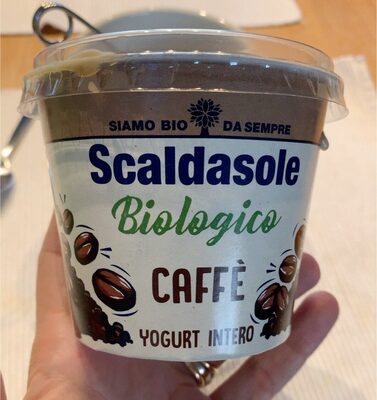 SIAMO BIO DA SEMPRE
Scaldasole
Biologico
CAFFÈ
YOGURT INTERO